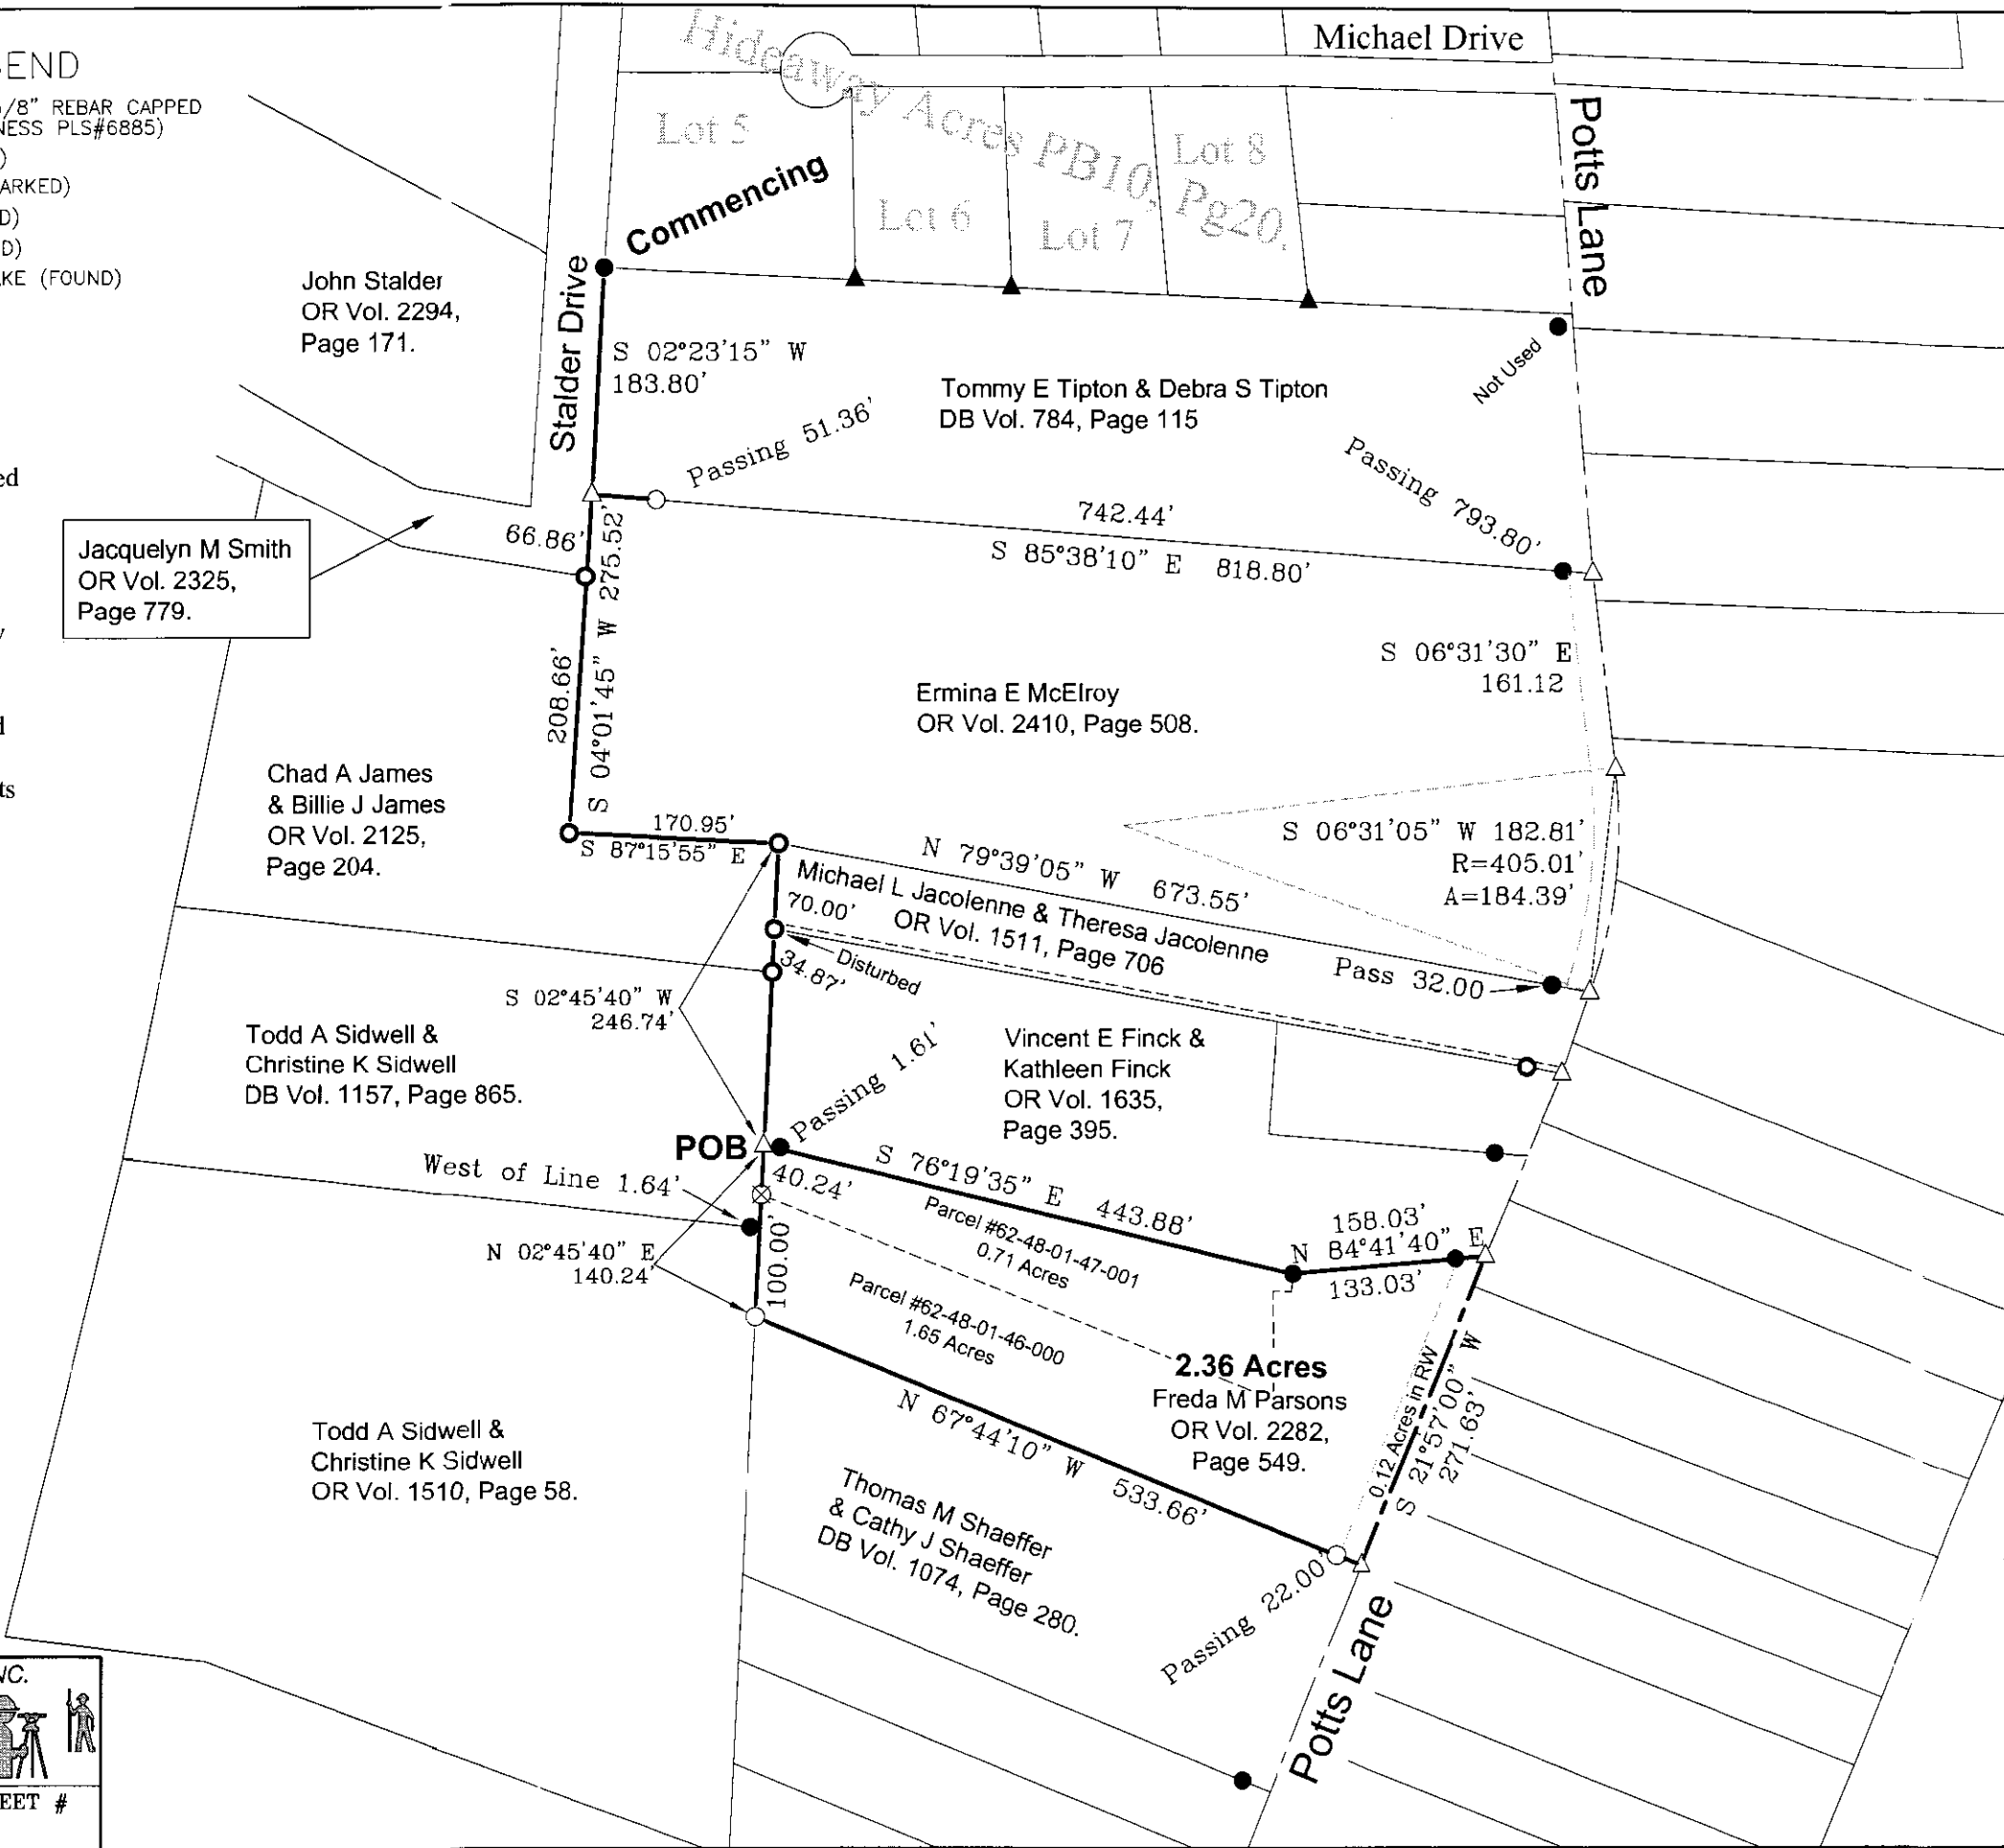 END
/8" REBAR CAPPED
NESS PLS#6885)
)
ARKED)
D)
D)
KE (FOUND)
Hideaway Acres PB10, Pg20.
Michael Drive
Potts Lane
Lot 5
Lot 6
Lot 7
Lot 8
Commencing
Stalder Drive
John Stalder
OR Vol. 2294,
Page 171.
S 02°23'15" W
183.80'
Not Used
Tommy E Tipton & Debra S Tipton
DB Vol. 784, Page 115
Passing 51.36'
Passing 793.80'
742.44'
S 85°38'10" E 818.80'
ed
Jacquelyn M Smith
OR Vol. 2325,
Page 779.
66.86'
S 04°01'45" W 275.52'
208.66'
S 06°31'30" E
161.12
Ermina E McElroy
OR Vol. 2410, Page 508.
ts
Chad A James
& Billie J James
OR Vol. 2125,
Page 204.
170.95'
S 87°15'55" E
N 79°39'05" W 673.55'
S 06°31'05" W 182.81'
R=405.01'
A=184.39'
Michael L Jacolenne & Theresa Jacolenne
OR Vol. 1511, Page 706
70.00'
Disturbed
34.87'
Pass 32.00
S 02°45'40" W
246.74'
Todd A Sidwell &
Christine K Sidwell
DB Vol. 1157, Page 865.
Vincent E Finck &
Kathleen Finck
OR Vol. 1635,
Page 395.
Passing 1.61'
POB
West of Line 1.64'
40.24'
S 76°19'35" E 443.88'
Parcel #62-48-01-47-001
0.71 Acres
158.03'
N 84°41'40" E
133.03'
N 02°45'40" E
140.24'
100.00'
Parcel #62-48-01-46-000
1.65 Acres
2.36 Acres
Freda M Parsons
OR Vol. 2282,
Page 549.
0.12 Acres in RW
S 21°57'00" W
271.63'
N 67°44'10" W 533.66'
Todd A Sidwell &
Christine K Sidwell
OR Vol. 1510, Page 58.
Thomas M Shaeffer
& Cathy J Shaeffer
DB Vol. 1074, Page 280.
Passing 22.00'
Potts Lane
NC.
EET #